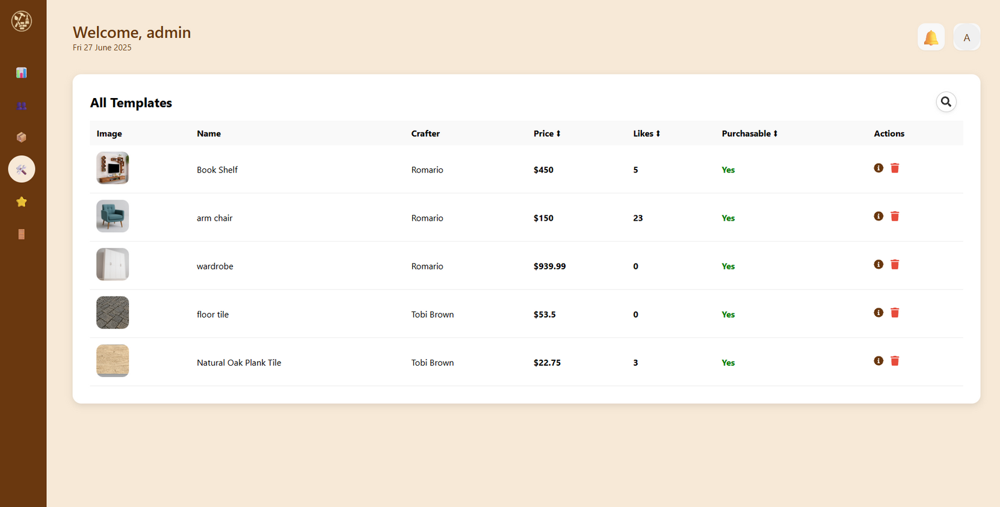 Welcome, admin
Fri 27 June 2025
A
All Templates
Image Name Crafter Price Likes Purchasable Actions
Book Shelf Romario $450 5 Yes
arm chair Romario $150 23 Yes
wardrobe Romario $939.99 0 Yes
floor tile Tobi Brown $53.5 0 Yes
Natural Oak Plank Tile Tobi Brown $22.75 3 Yes